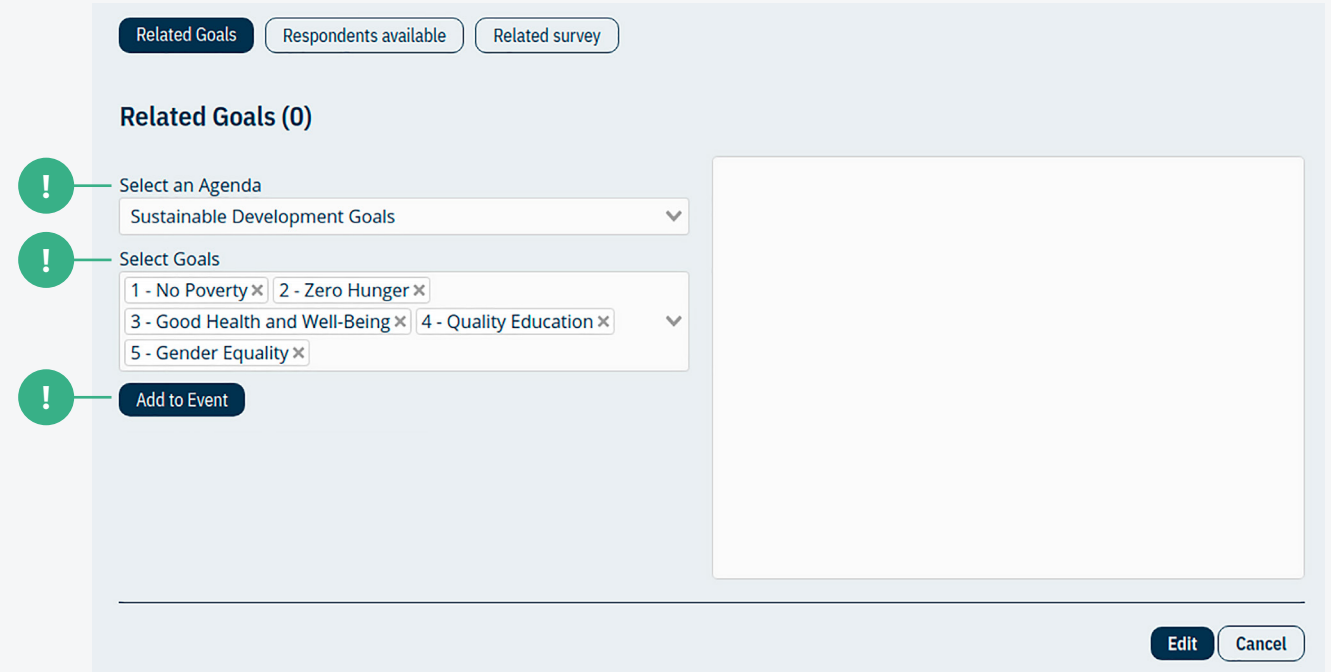 Related Goals Respondents available Related survey
Related Goals (0)
! Select an Agenda
Sustainable Development Goals
! Select Goals
1 - No Poverty × 2 - Zero Hunger ×
3 - Good Health and Well-Being × 4 - Quality Education ×
5 - Gender Equality ×
! Add to Event
Edit Cancel